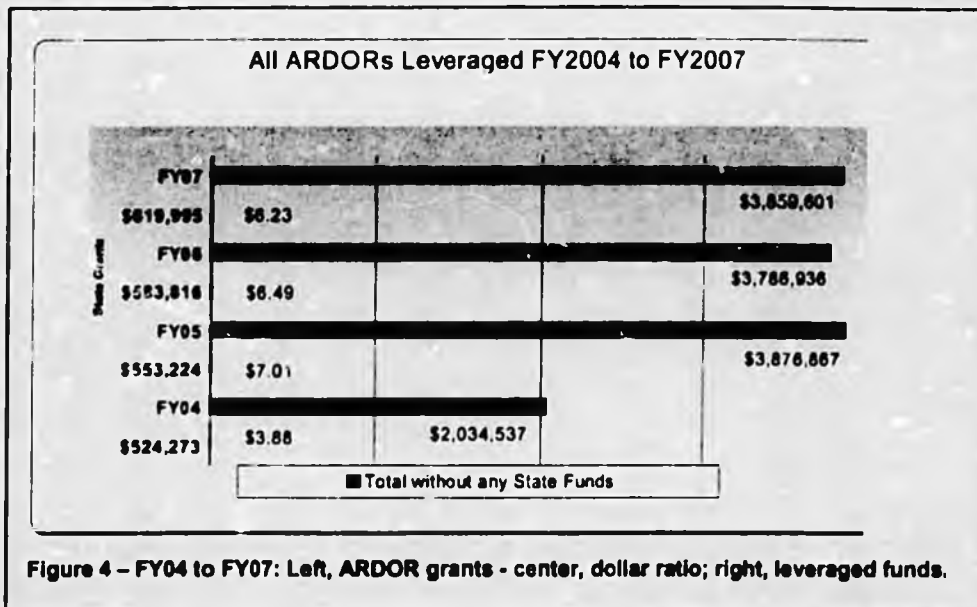 All ARDORs Leveraged FY2004 to FY2007
State Grants
FY07
$3,859,601
$619,995 $6.23
FY06
$3,786,936
$583,816 $6.49
FY05
$3,876,867
$553,224 $7.01
FY04
$524,273 $3.88 $2,034,537
Total without any State Funds
Figure 4 – FY04 to FY07: Left, ARDOR grants - center, dollar ratio; right, leveraged funds.